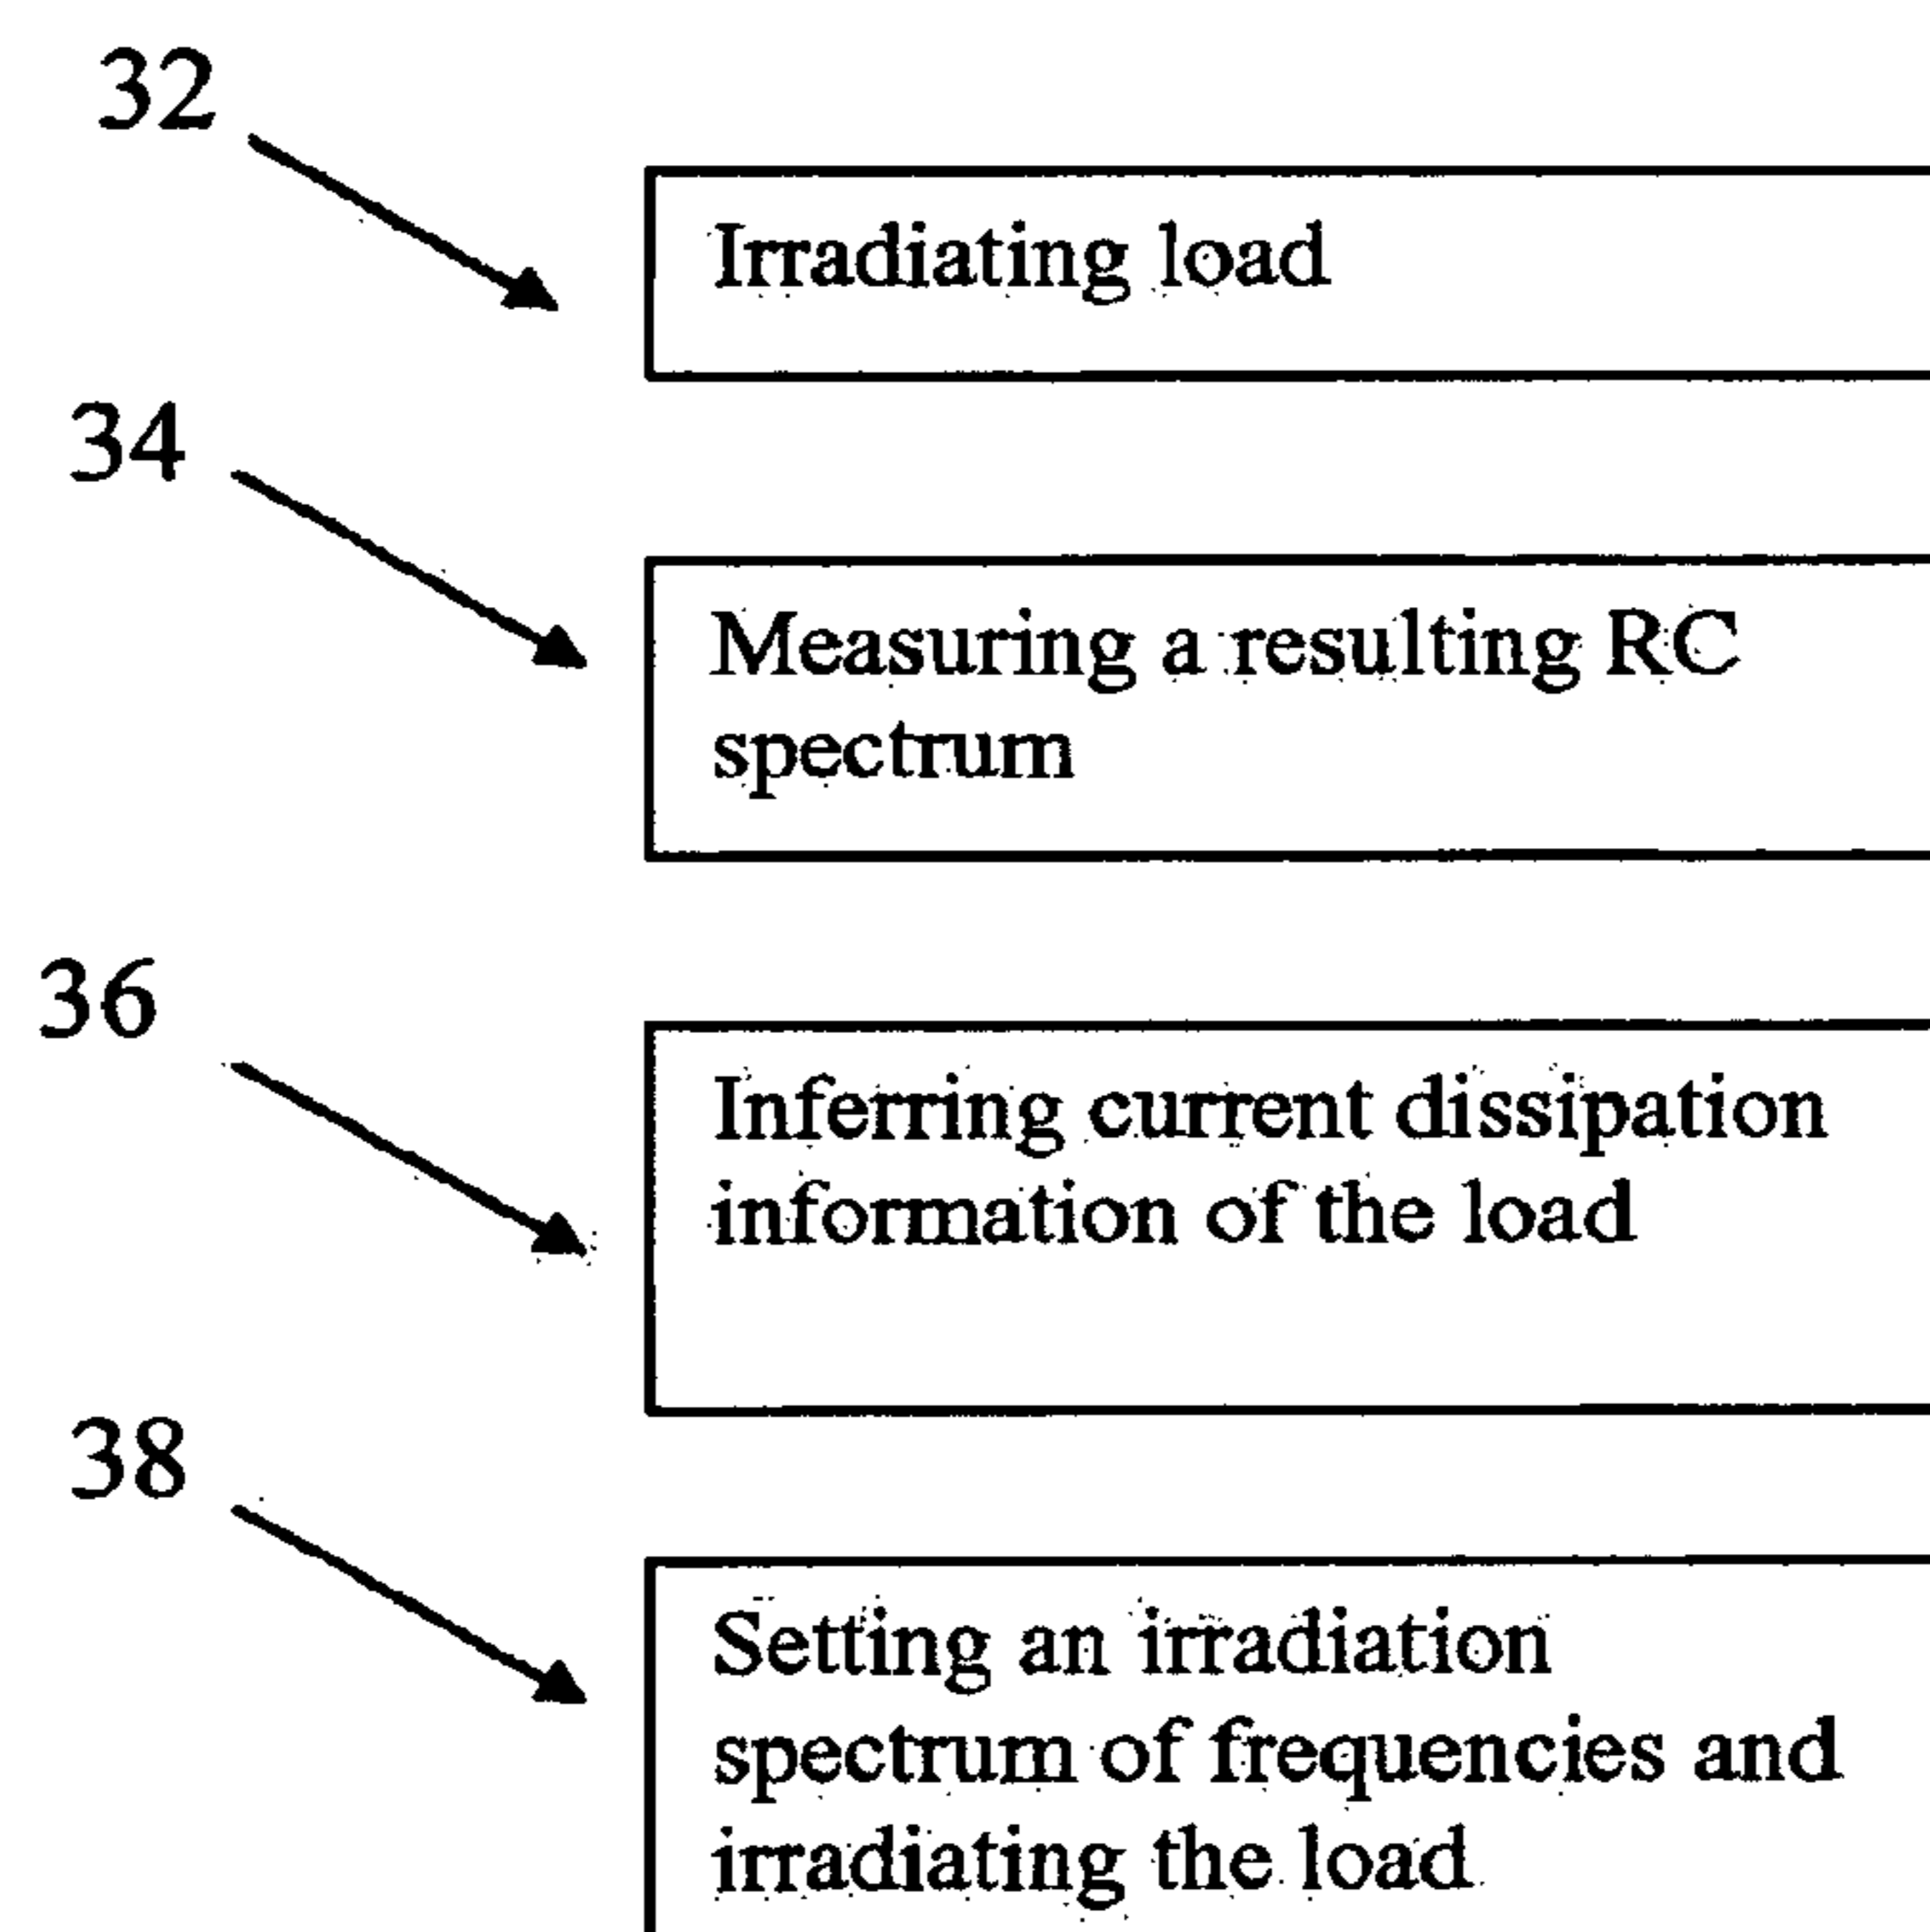 32
Irradiating load
34
Measuring a resulting RC
spectrum
36
Inferring current dissipation
information of the load
38
Setting an irradiation
spectrum of frequencies and
irradiating the load